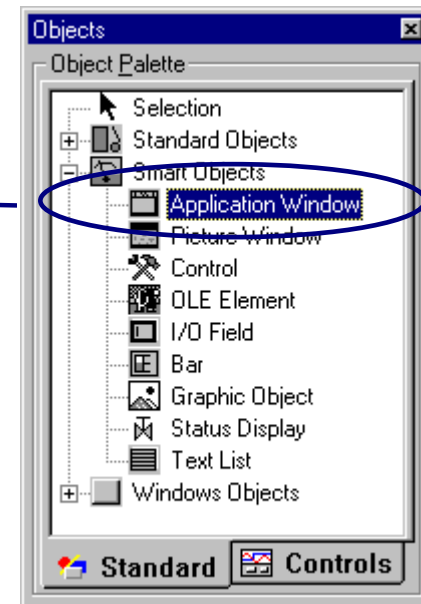 Objects
Object Palette
Selection
Standard Objects
Smart Objects
Application Window
Picture Window
Control
OLE Element
I/O Field
Bar
Graphic Object
Status Display
Text List
Windows Objects
Standard Controls